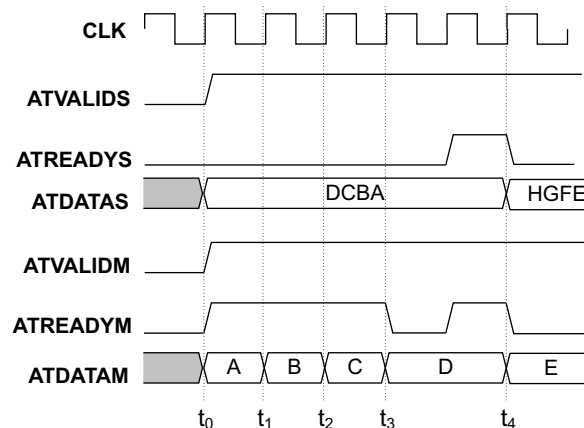 CLK
ATVALIDS
ATREADYS
ATDATAS DCBA HGFE
ATVALIDM
ATREADYM
ATDATAM A B C D E
t0 t1 t2 t3 t4